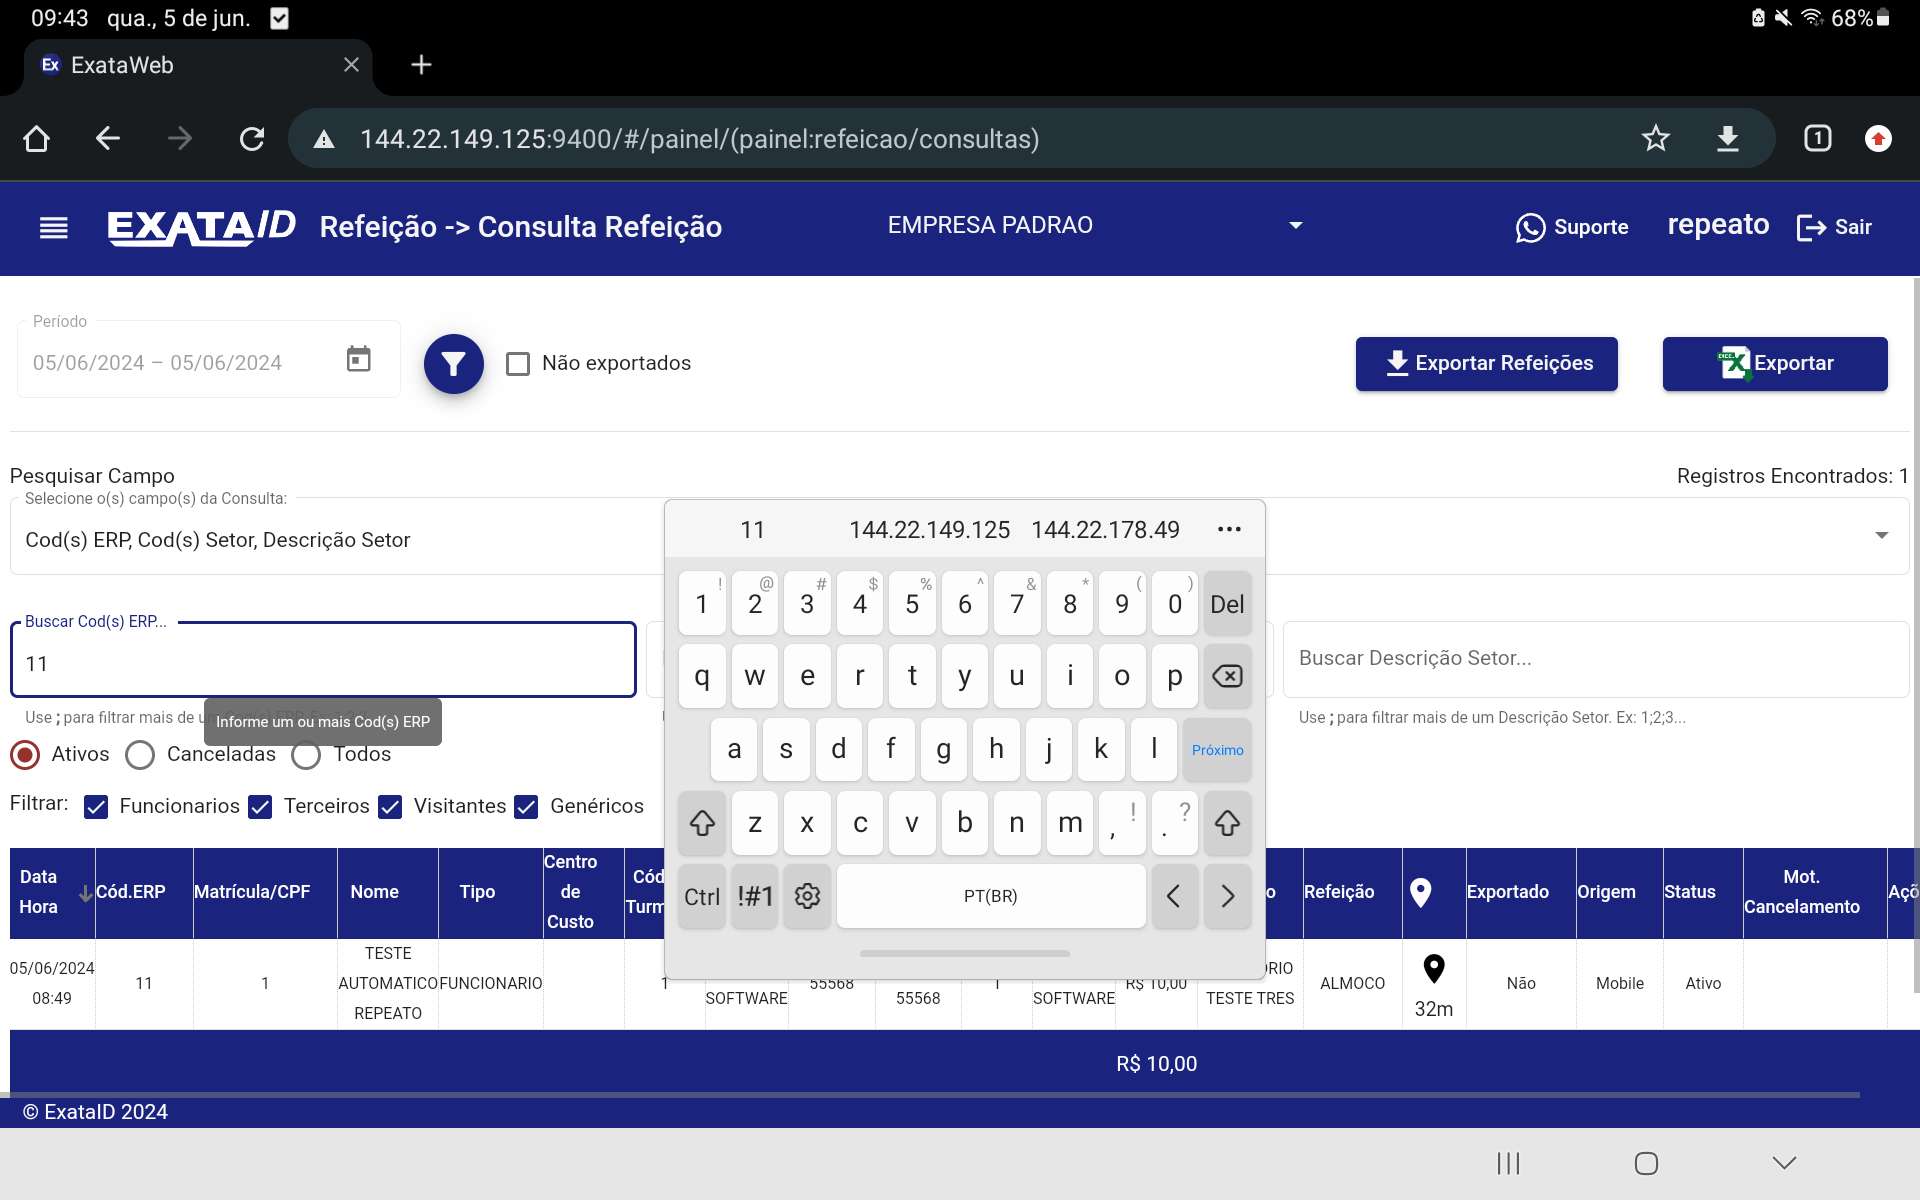 09:43 qua., 5 de jun. 68%
Ex ExataWeb
144.22.149.125:9400/#/painel/(painel:refeicao/consultas) 1
EXATAID Refeição -> Consulta Refeição EMPRESA PADRAO Suporte repeato Sair
Período
05/06/2024 – 05/06/2024 Não exportados Exportar Refeições Exportar
Pesquisar Campo Registros Encontrados: 1
Selecione o(s) campo(s) da Consulta:
Cod(s) ERP, Cod(s) Setor, Descrição Setor
11 144.22.149.125 144.22.178.49 •••
! @ # $ % ^ & * ( )
1 2 3 4 5 6 7 8 9 0 Del
Buscar Cod(s) ERP...
11
Buscar Descrição Setor...
q w e r t y u i o p
Use ; para filtrar mais de u
Informe um ou mais Cod(s) ERP
Use ; para filtrar mais de um Descrição Setor. Ex: 1;2;3...
a s d f g h j k l Próximo
Ativos Canceladas Todos
Filtrar: Funcionarios Terceiros Visitantes Genéricos
z x c v b n m , ! . ?
Ctrl !#1 PT(BR) < >
Data Hora Cód.ERP Matrícula/CPF Nome Tipo Centro de Custo Cód Turm o Refeição Exportado Origem Status Mot. Cancelamento Açõ
05/06/2024 08:49 11 1 TESTE AUTOMATICO REPEATO FUNCIONARIO 1 SOFTWARE 55568 55568 1 SOFTWARE R$ 10,00 ORIO TESTE TRES ALMOCO 32m Não Mobile Ativo
R$ 10,00
© ExataID 2024